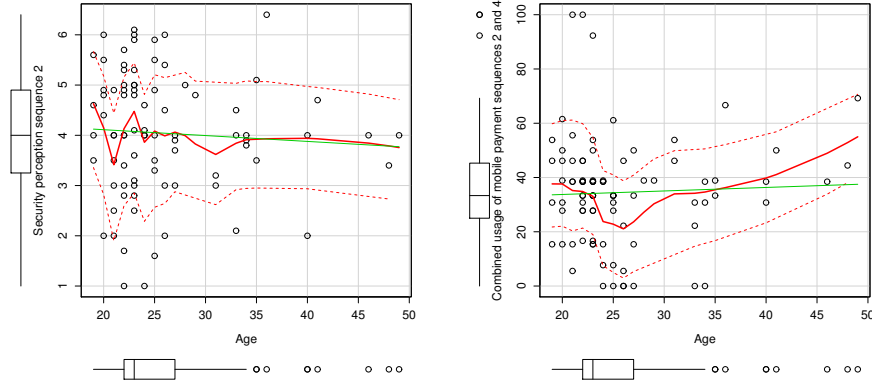 Security perception sequence 2
1 2 3 4 5 6
20 25 30 35 40 45 50
Age
Combined usage of mobile payment sequences 2 and 4
0 20 40 60 80 100
20 25 30 35 40 45 50
Age